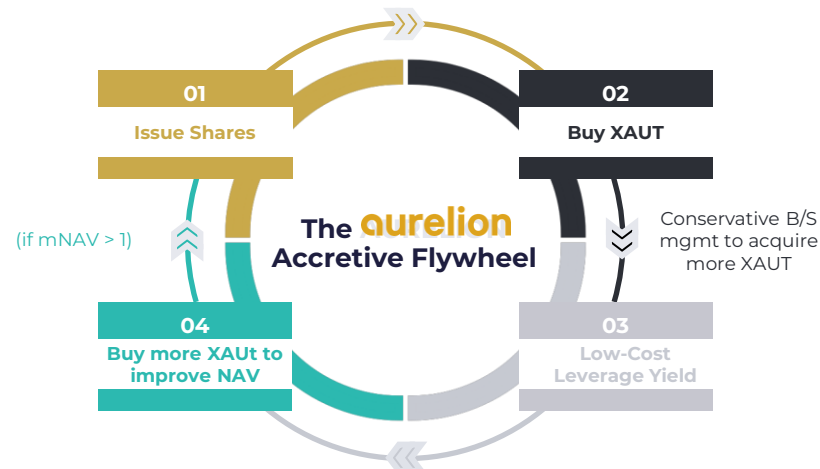 01
Issue Shares
02
Buy XAUT
The aurelion
AURELION
Accretive Flywheel
(if mNAV > 1)
Conservative B/S
mgmt to acquire
more XAUT
04
Buy more XAUt to
improve NAV
03
Low-Cost
Leverage Yield